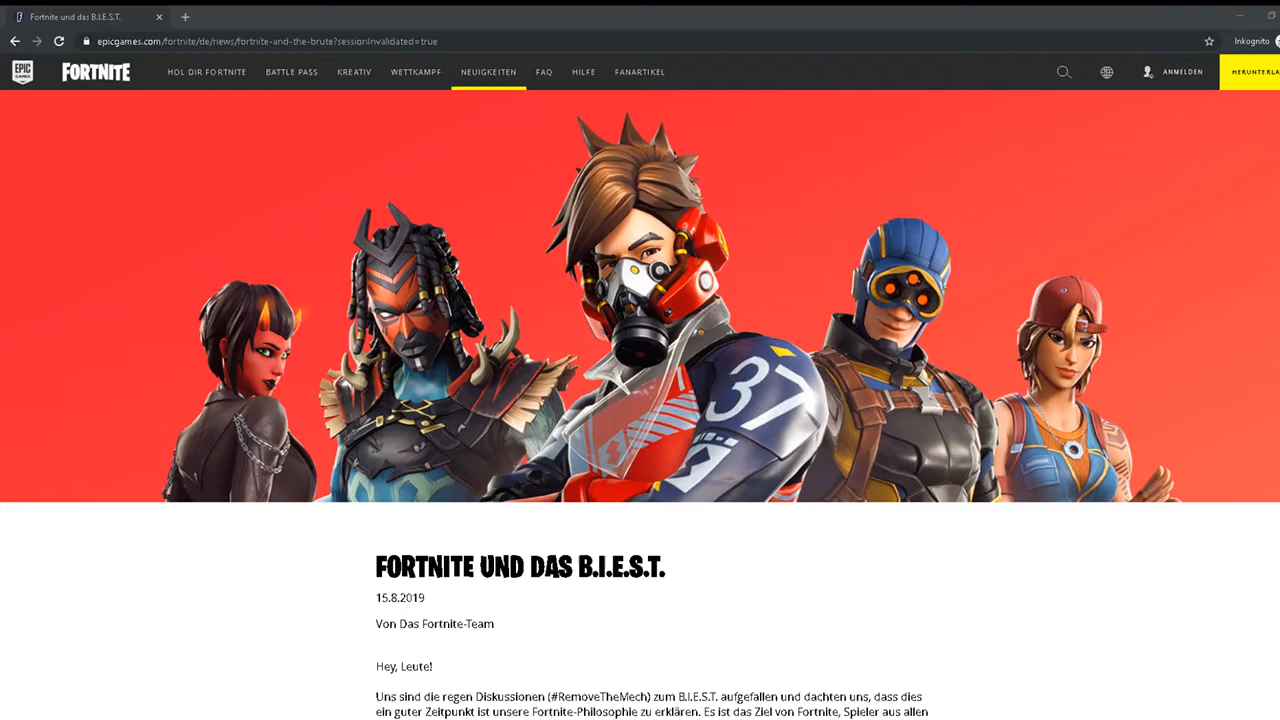 Fortnite und das B.I.E.S.T.
epicgames.com/fortnite/de/news/fortnite-and-the-brute?sessionInvalidated=true
Inkognito
EPIC GAMES
FORTNITE
HOL DIR FORTNITE
BATTLE PASS
KREATIV
WETTKAMPF
NEUIGKEITEN
FAQ
HILFE
FANARTIKEL
ANMELDEN
HERUNTERLA
37
FORTNITE UND DAS B.I.E.S.T.
15.8.2019
Von Das Fortnite-Team
Hey, Leute!
Uns sind die regen Diskussionen (#RemoveTheMech) zum B.I.E.S.T. aufgefallen und dachten uns, dass dies
ein guter Zeitpunkt ist unsere Fortnite-Philosophie zu erklären. Es ist das Ziel von Fortnite, Spieler aus allen